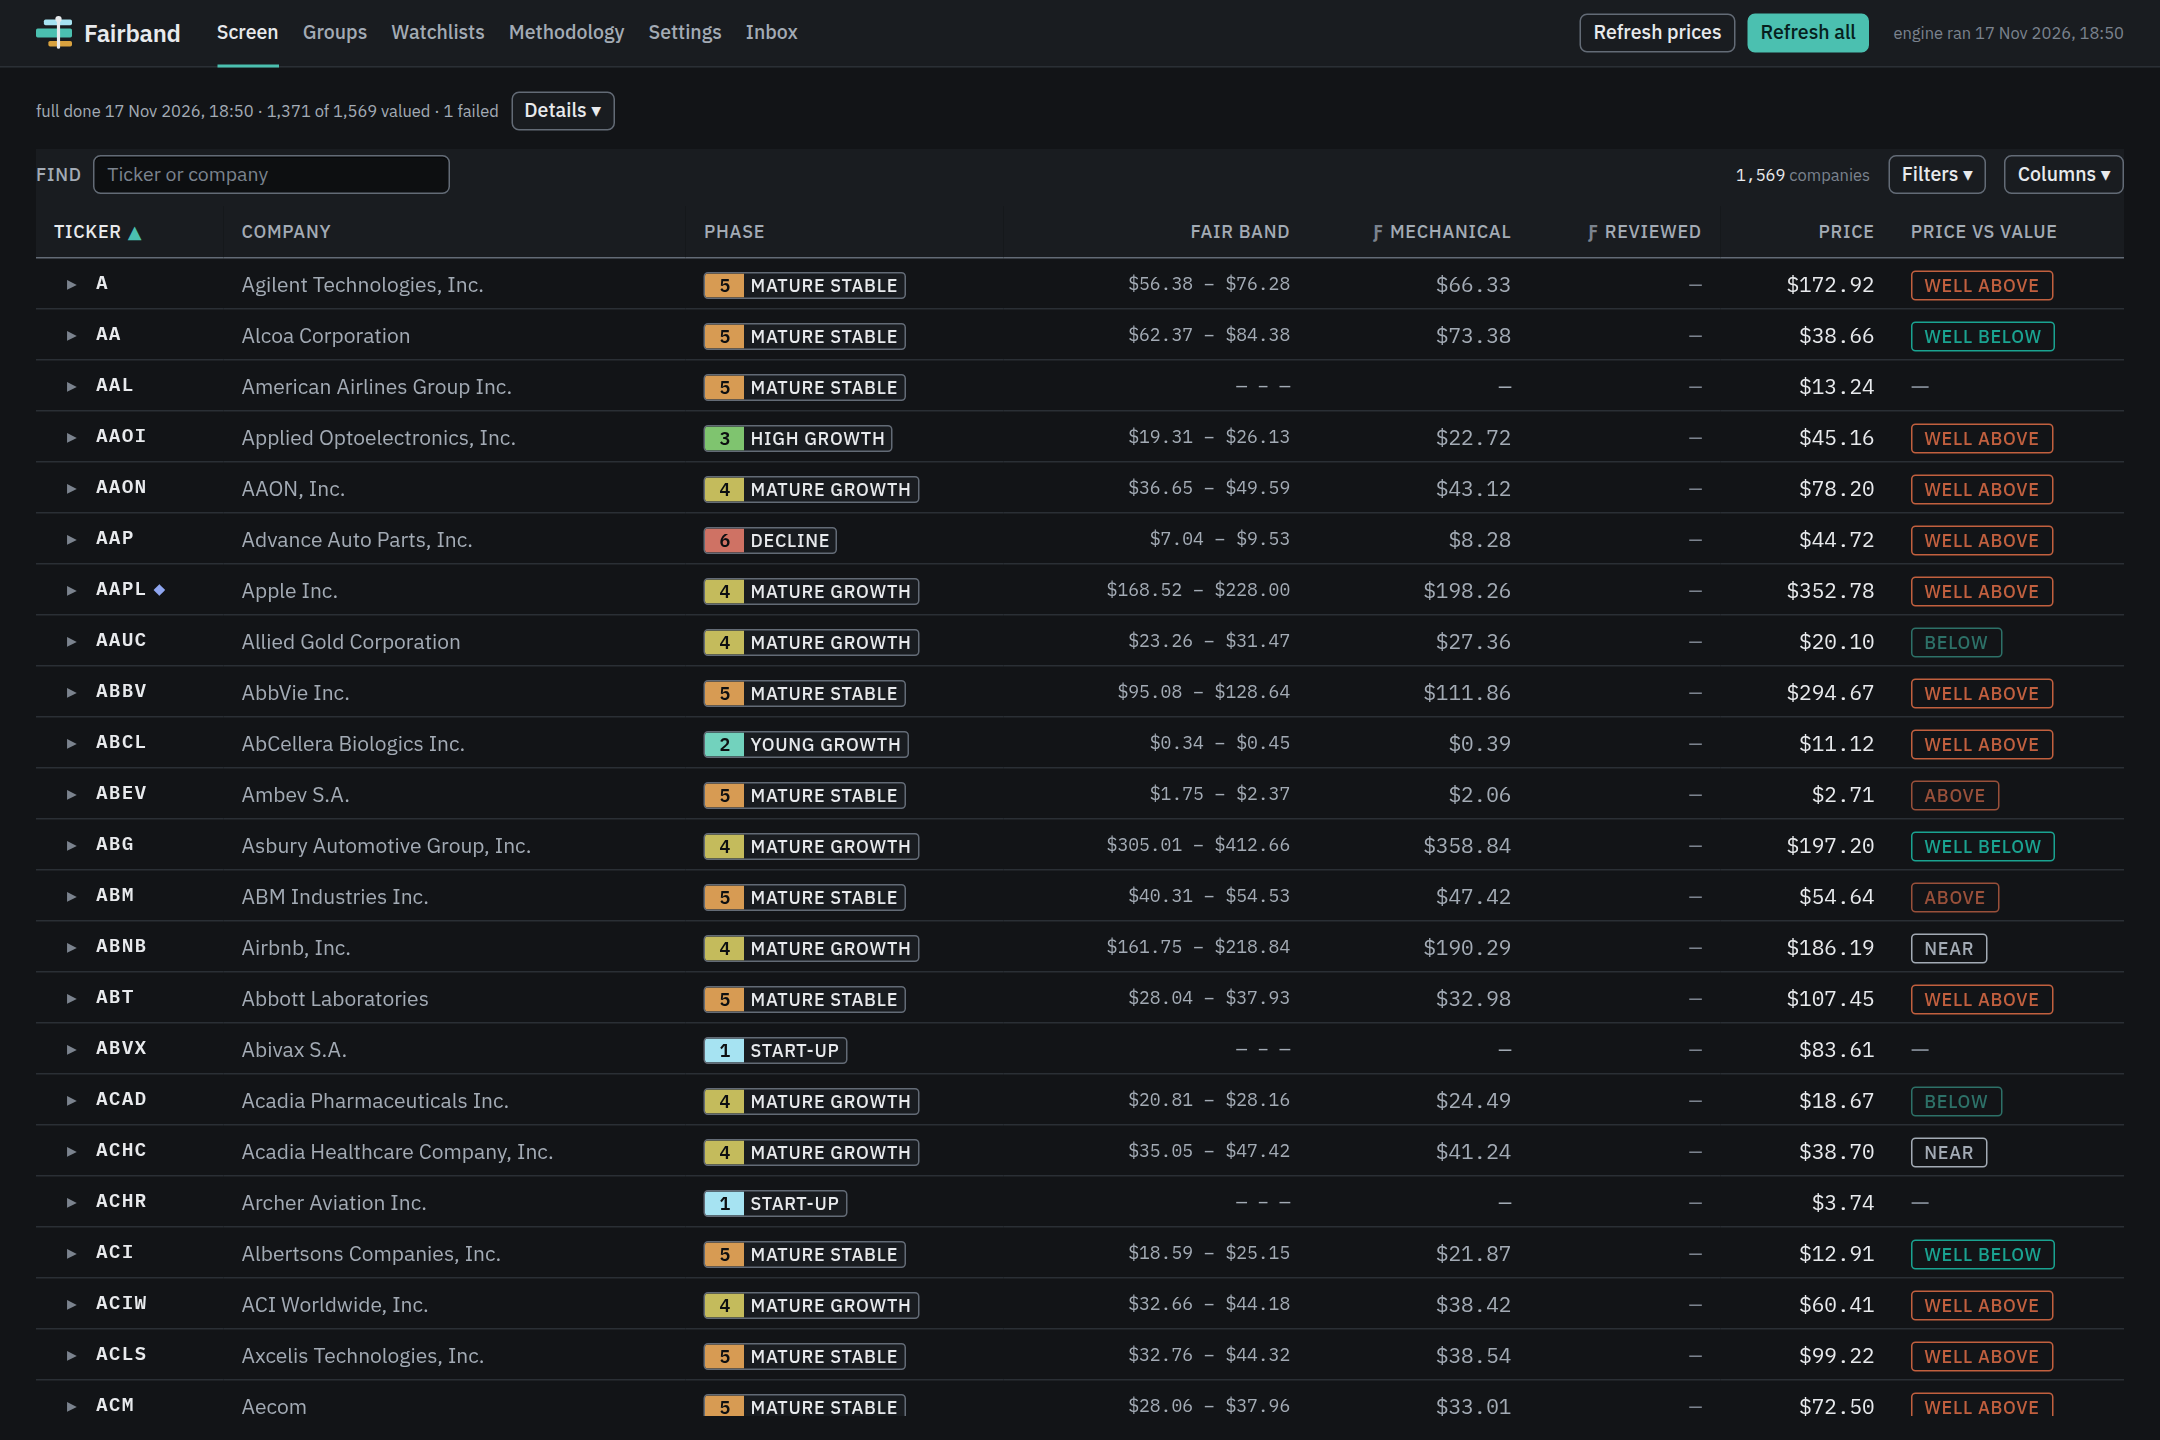 Fairband Screen Groups Watchlists Methodology Settings Inbox Refresh prices Refresh all engine ran 17 Nov 2026, 18:50
full done 17 Nov 2026, 18:50 · 1,371 of 1,569 valued · 1 failed Details ▾
FIND Ticker or company 1,569 companies Filters ▾ Columns ▾
TICKER ▲ COMPANY PHASE FAIR BAND ƒ MECHANICAL ƒ REVIEWED PRICE PRICE VS VALUE
▶ A Agilent Technologies, Inc. 5 MATURE STABLE $56.38 – $76.28 $66.33 — $172.92 WELL ABOVE
▶ AA Alcoa Corporation 5 MATURE STABLE $62.37 – $84.38 $73.38 — $38.66 WELL BELOW
▶ AAL American Airlines Group Inc. 5 MATURE STABLE — – — — — $13.24 —
▶ AAOI Applied Optoelectronics, Inc. 3 HIGH GROWTH $19.31 – $26.13 $22.72 — $45.16 WELL ABOVE
▶ AAON AAON, Inc. 4 MATURE GROWTH $36.65 – $49.59 $43.12 — $78.20 WELL ABOVE
▶ AAP Advance Auto Parts, Inc. 6 DECLINE $7.04 – $9.53 $8.28 — $44.72 WELL ABOVE
▶ AAPL ◆ Apple Inc. 4 MATURE GROWTH $168.52 – $228.00 $198.26 — $352.78 WELL ABOVE
▶ AAUC Allied Gold Corporation 4 MATURE GROWTH $23.26 – $31.47 $27.36 — $20.10 BELOW
▶ ABBV AbbVie Inc. 5 MATURE STABLE $95.08 – $128.64 $111.86 — $294.67 WELL ABOVE
▶ ABCL AbCellera Biologics Inc. 2 YOUNG GROWTH $0.34 – $0.45 $0.39 — $11.12 WELL ABOVE
▶ ABEV Ambev S.A. 5 MATURE STABLE $1.75 – $2.37 $2.06 — $2.71 ABOVE
▶ ABG Asbury Automotive Group, Inc. 4 MATURE GROWTH $305.01 – $412.66 $358.84 — $197.20 WELL BELOW
▶ ABM ABM Industries Inc. 5 MATURE STABLE $40.31 – $54.53 $47.42 — $54.64 ABOVE
▶ ABNB Airbnb, Inc. 4 MATURE GROWTH $161.75 – $218.84 $190.29 — $186.19 NEAR
▶ ABT Abbott Laboratories 5 MATURE STABLE $28.04 – $37.93 $32.98 — $107.45 WELL ABOVE
▶ ABVX Abivax S.A. 1 START-UP — – — — — $83.61 —
▶ ACAD Acadia Pharmaceuticals Inc. 4 MATURE GROWTH $20.81 – $28.16 $24.49 — $18.67 BELOW
▶ ACHC Acadia Healthcare Company, Inc. 4 MATURE GROWTH $35.05 – $47.42 $41.24 — $38.70 NEAR
▶ ACHR Archer Aviation Inc. 1 START-UP — – — — — $3.74 —
▶ ACI Albertsons Companies, Inc. 5 MATURE STABLE $18.59 – $25.15 $21.87 — $12.91 WELL BELOW
▶ ACIW ACI Worldwide, Inc. 4 MATURE GROWTH $32.66 – $44.18 $38.42 — $60.41 WELL ABOVE
▶ ACLS Axcelis Technologies, Inc. 5 MATURE STABLE $32.76 – $44.32 $38.54 — $99.22 WELL ABOVE
▶ ACM Aecom 5 MATURE STABLE $28.06 – $37.96 $33.01 — $72.50 WELL ABOVE